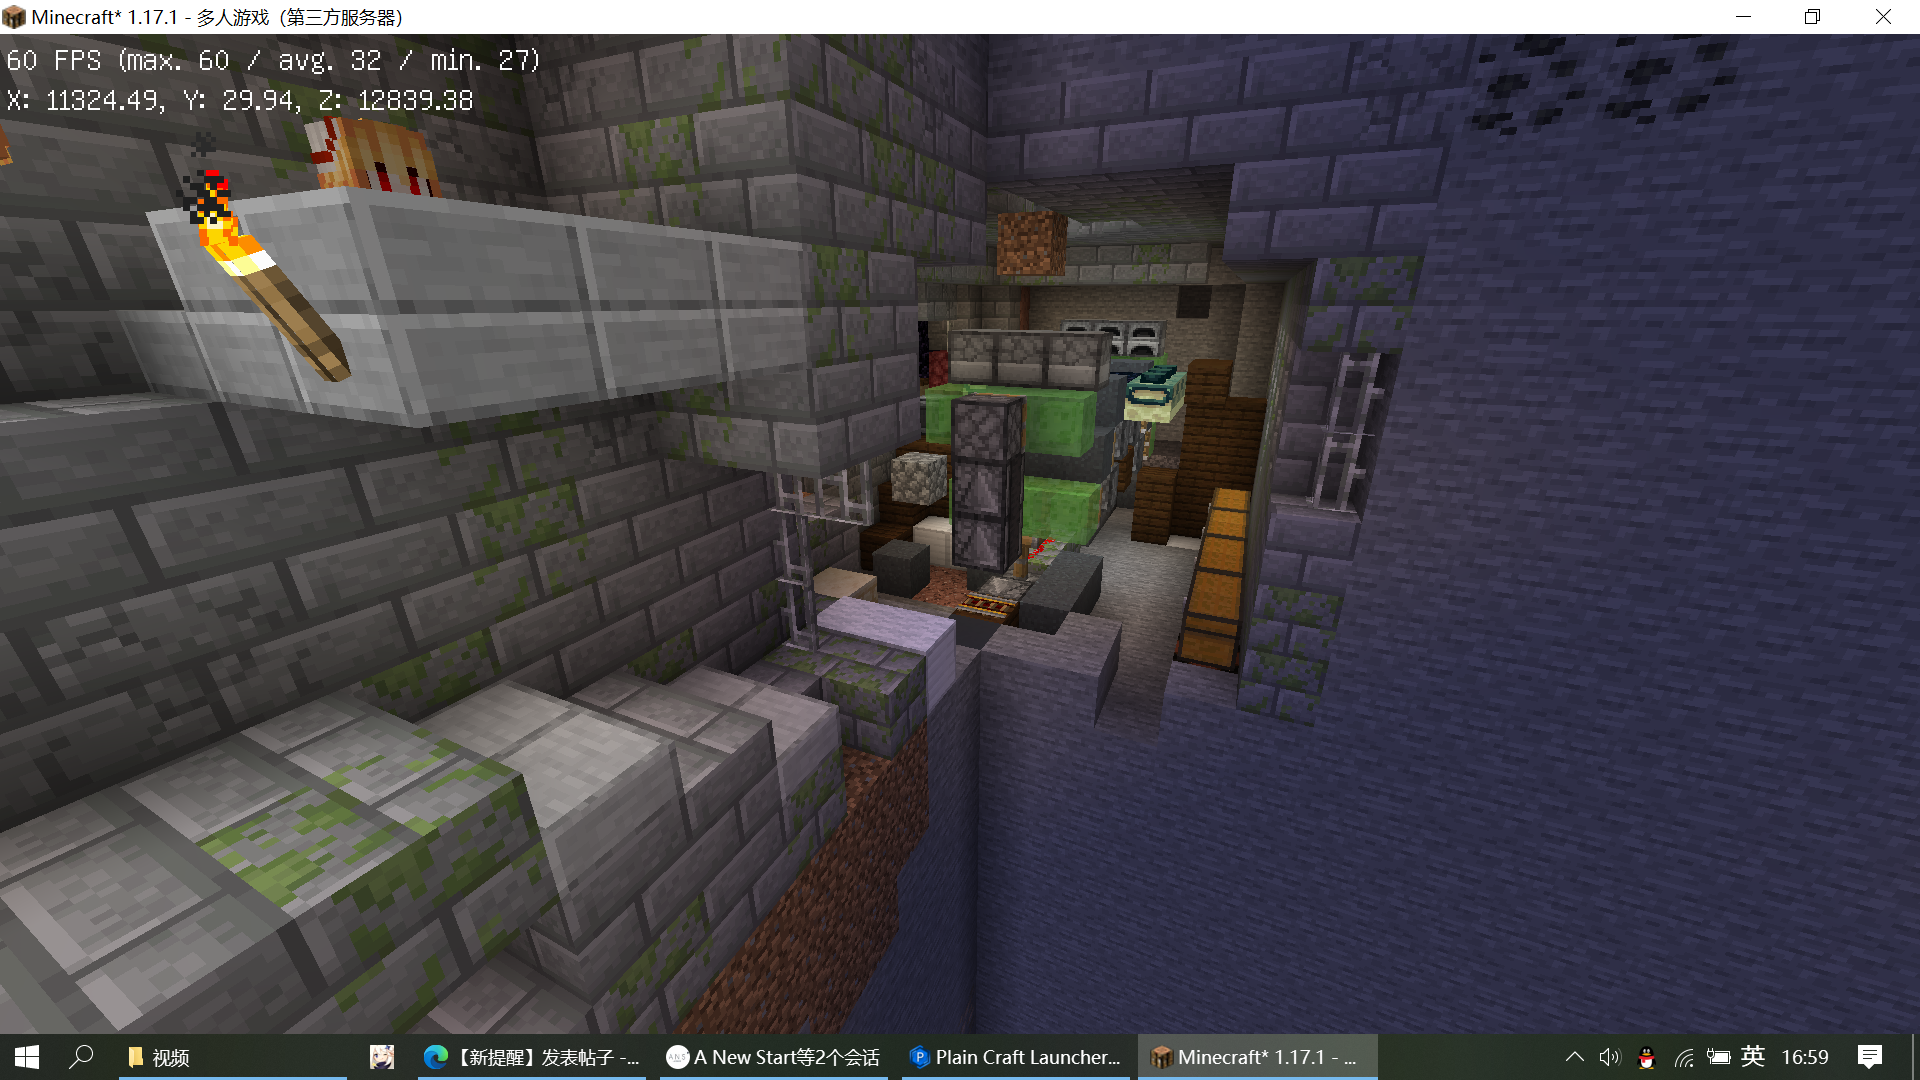 Minecraft* 1.17.1 - 多人游戏（第三方服务器）
60 FPS (max. 60 / avg. 32 / min. 27)
X: 11324.49, Y: 29.94, Z: 12839.38
视频
【新提醒】发表帖子 -...
ANS
A New Start等2个会话
Plain Craft Launcher...
Minecraft* 1.17.1 - ...
英
16:59